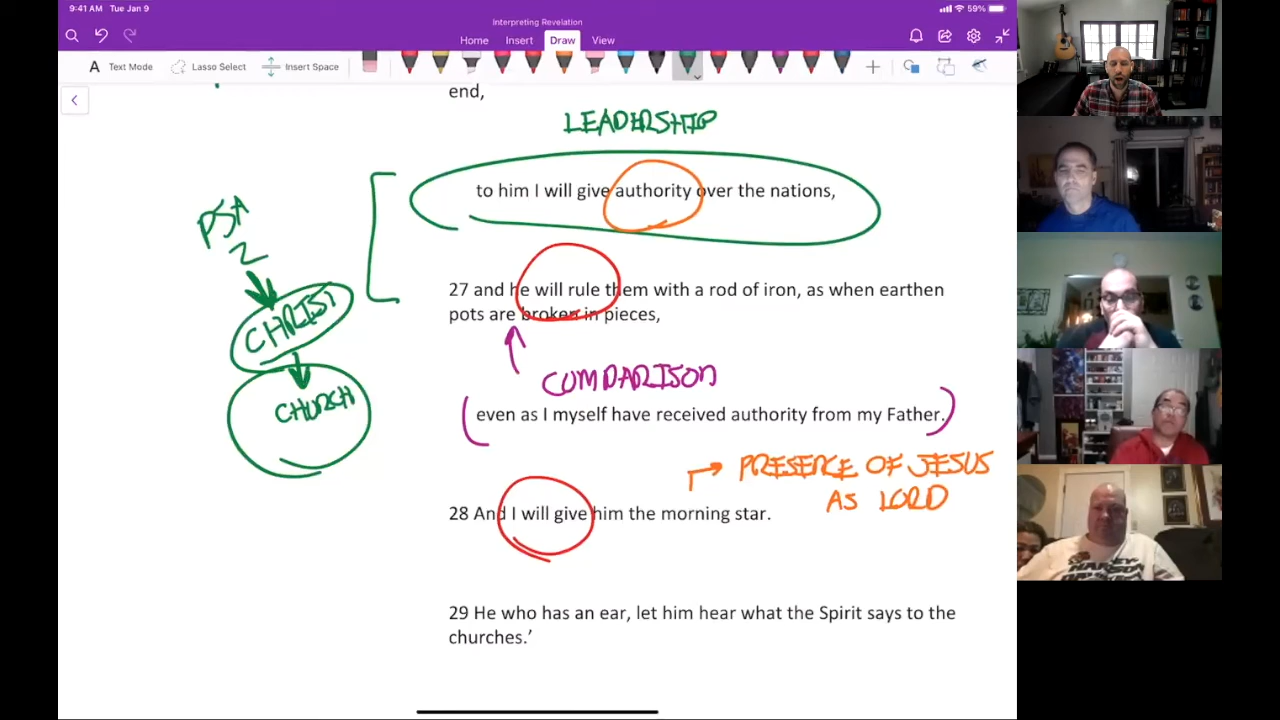 9:41 AM Tue Jan 9
59%
Interpreting Revelation
Home Insert Draw View
Text Mode Lasso Select Insert Space
end,
LEADERSHIP
to him I will give authority over the nations,
PSA
2
27 and he will rule them with a rod of iron, as when earthen
pots are broken in pieces,
CHRIST
COMPARISON
CHURCH
even as I myself have received authority from my Father.
PRESENCE OF JESUS
AS LORD
28 And I will give him the morning star.
29 He who has an ear, let him hear what the Spirit says to the
churches.’